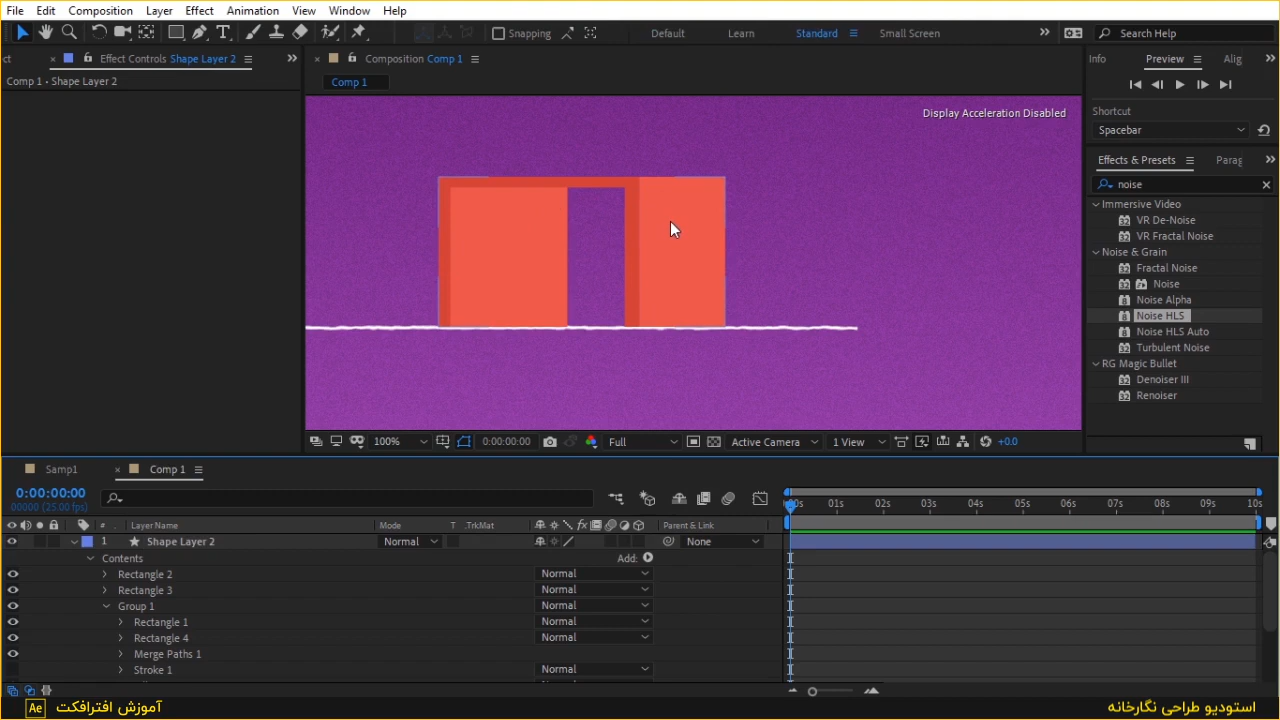 File Edit Composition Layer Effect Animation View Window Help
Snapping Default Learn Standard Small Screen Search Help
ct Effect Controls Shape Layer 2 Composition Comp 1 Info Preview Alig
Comp 1 • Shape Layer 2 Comp 1
Display Acceleration Disabled
Shortcut
Spacebar
Effects & Presets Parag
noise
Immersive Video
VR De-Noise
VR Fractal Noise
Noise & Grain
Fractal Noise
Noise
Noise Alpha
Noise HLS
Noise HLS Auto
Turbulent Noise
RG Magic Bullet
Denoiser III
Renoiser
100% 0:00:00:00 Full Active Camera 1 View +0.0
Samp1 Comp 1
0:00:00:00
00000 (25.00 fps)
:00s 01s 02s 03s 04s 05s 06s 07s 08s 09s 10s
# Layer Name Mode T .TrkMat Parent & Link
1 Shape Layer 2 Normal None
Contents Add:
Rectangle 2 Normal
Rectangle 3 Normal
Group 1 Normal
Rectangle 1 Normal
Rectangle 4 Normal
Merge Paths 1
Stroke 1 Normal
Ae آموزش افترافکت
استودیو طراحی نگارخانه